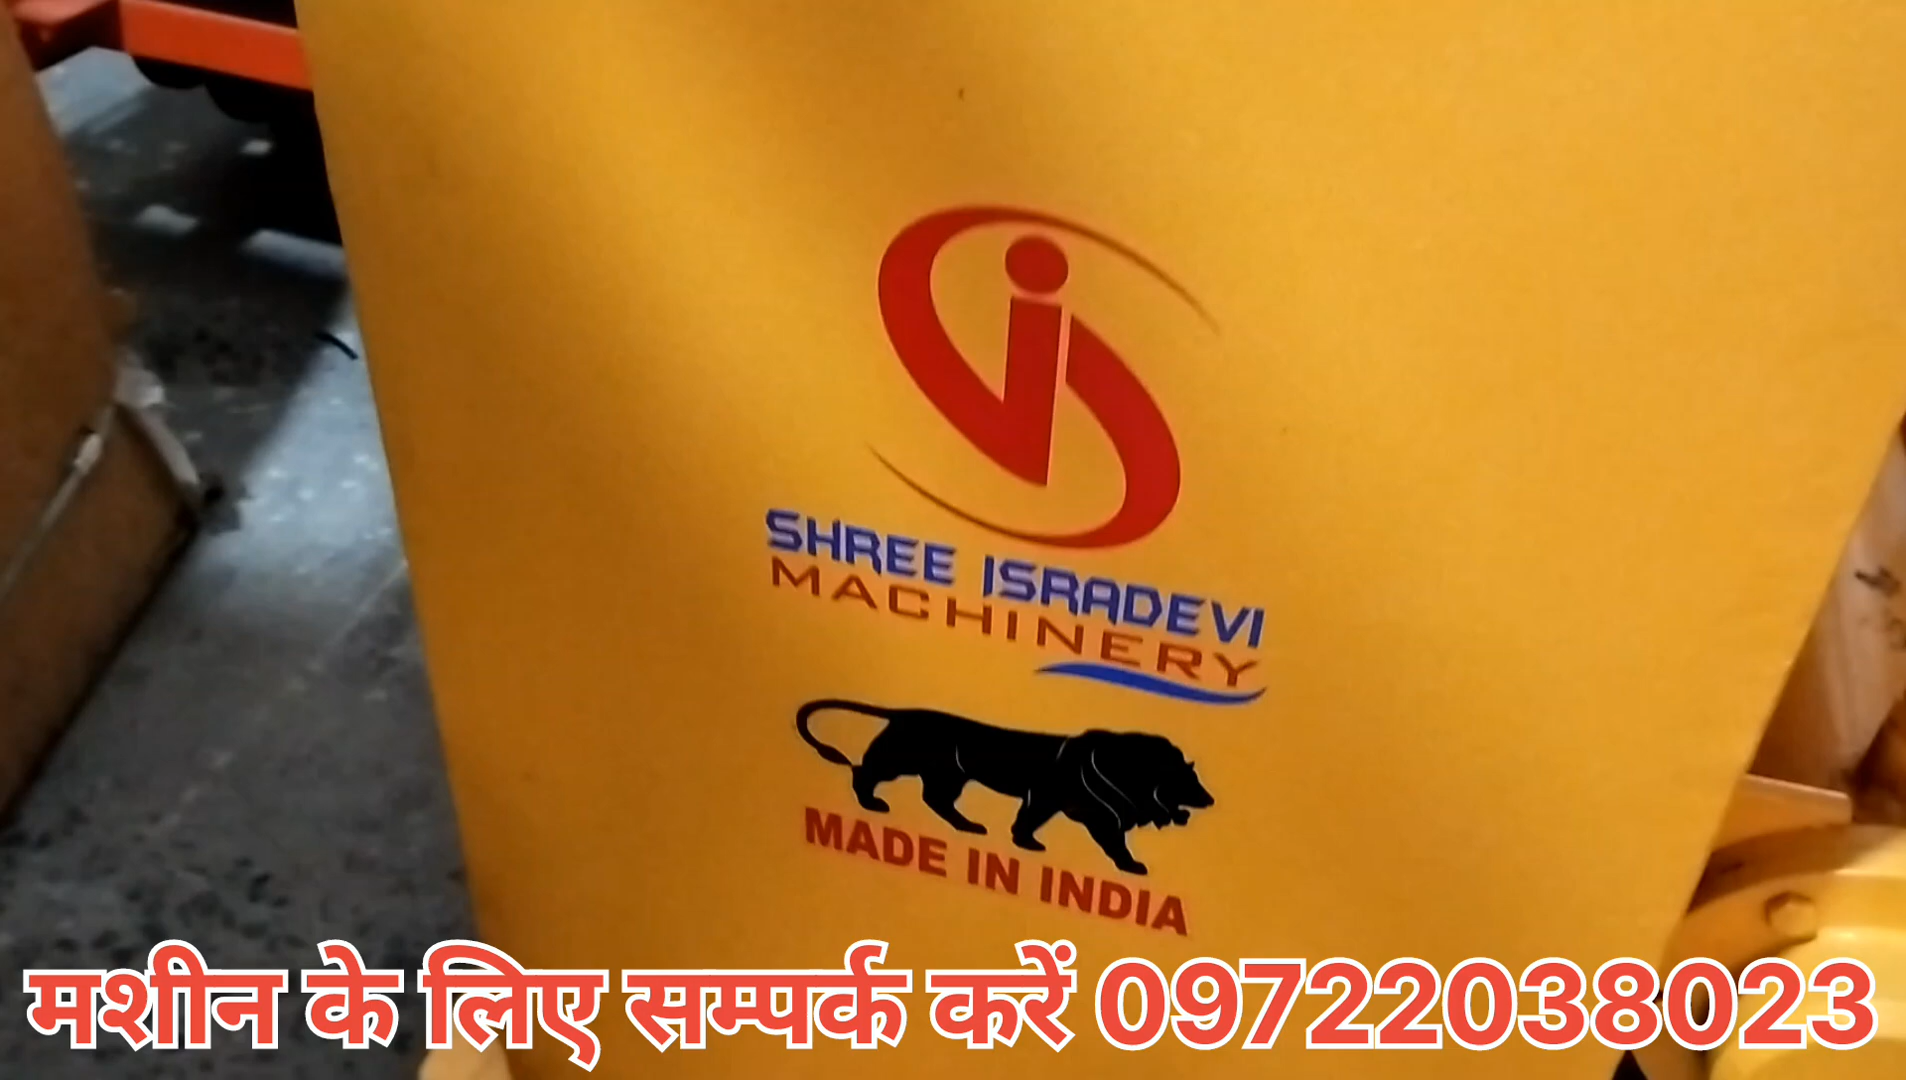 SHREE ISRADEVI
MACHINERY
MADE IN INDIA
मशीन के लिए सम्पर्क करें 09722038023